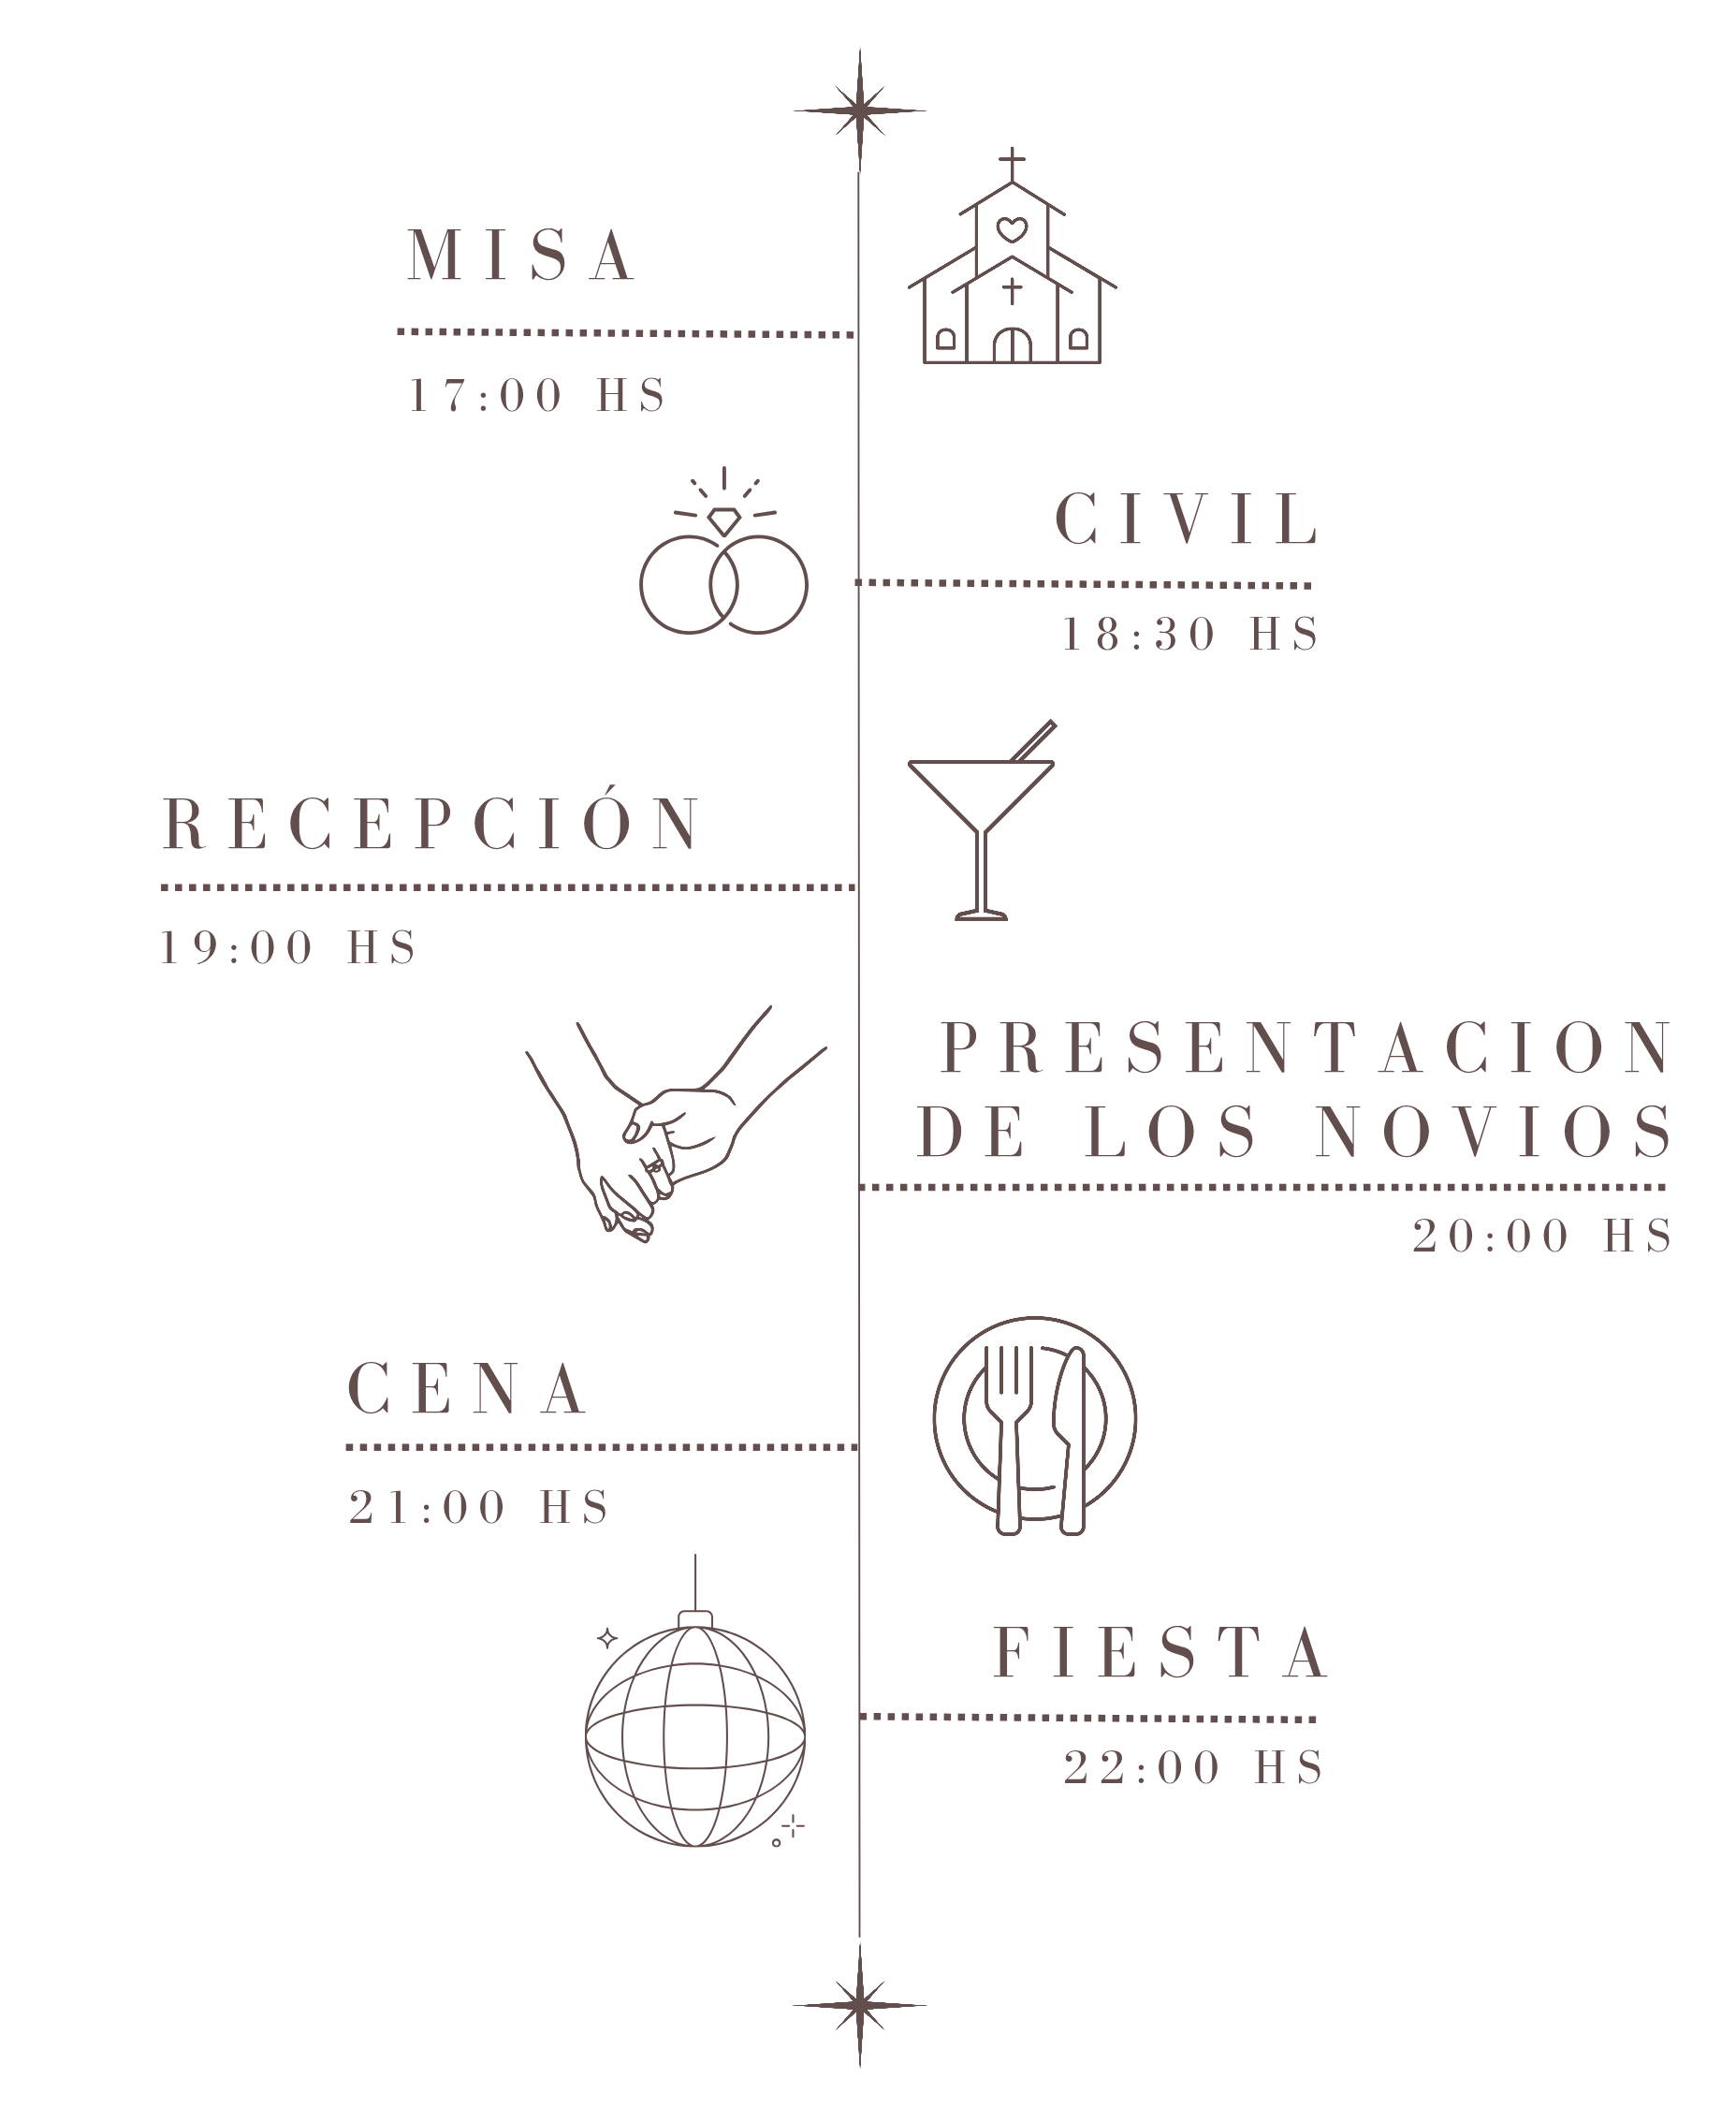 MISA
17:00 HS
CIVIL
18:30 HS
RECEPCIÓN
19:00 HS
PRESENTACION
DE LOS NOVIOS
20:00 HS
CENA
21:00 HS
FIESTA
22:00 HS